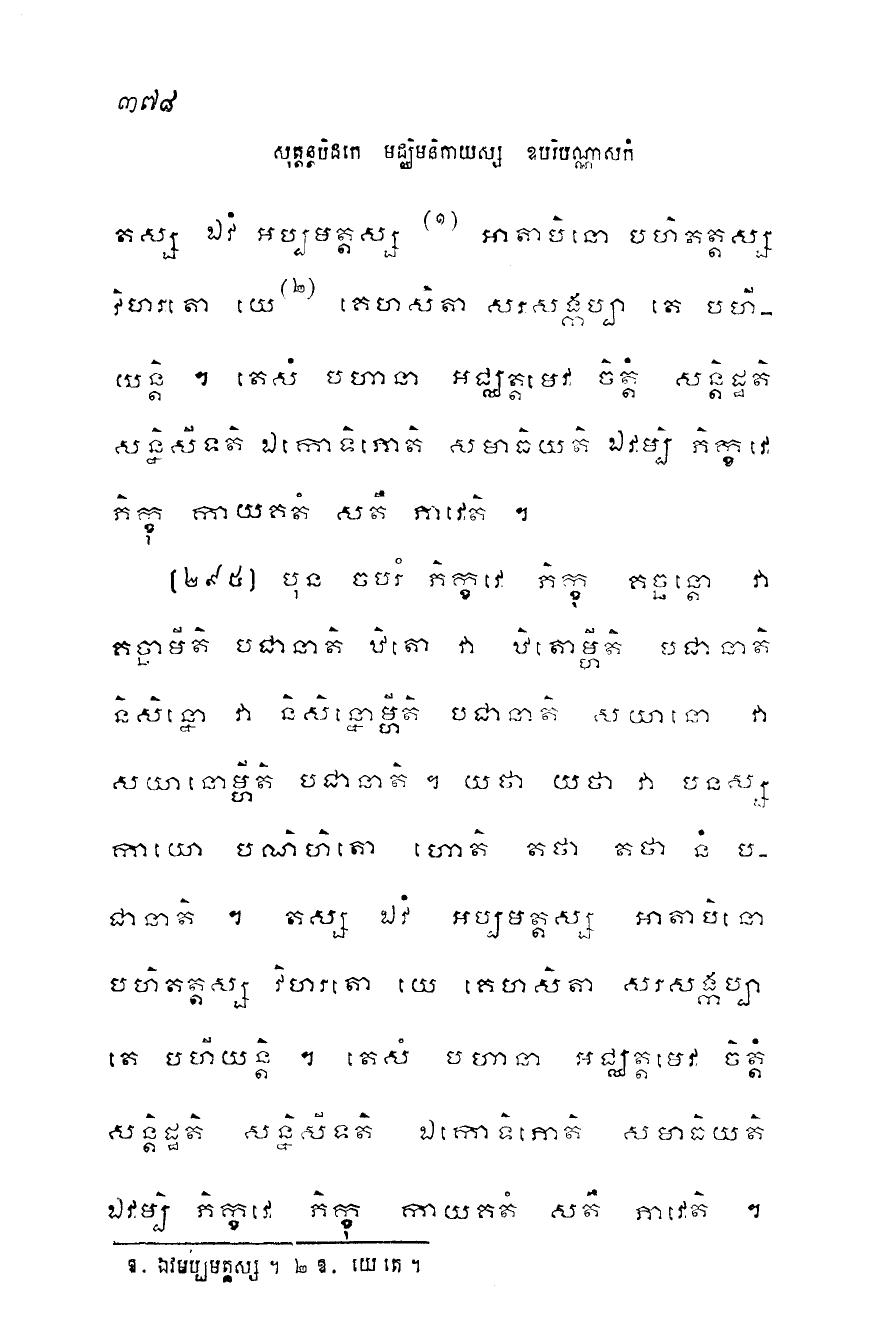 ៣៧៨
សុត្តន្តបិដកេ មជ្ឈិមនិកាយស្ស ឧបរិបណ្ណាសកំ
តស្ស ឯវំ អប្បមត្តស្ស (១) អាតាបិនោ បហិតត្តស្ស
វិហរតោ យេ (២) គេហសិតា សរសង្កប្បា តេ បហី-
យន្តិ ។ តេសំ បហានា អជ្ឈត្តមេវ ចិត្តំ សន្តិដ្ឋតិ
សន្និសីទតិ ឯកោទិភោតិ សមាធិយតិ ឯវម្បិ ភិក្ខវេ
ភិក្ខុ កាយគតំ សតឹ ភាវេតិ ។
[២៩៥] បុន ចបរំ ភិក្ខវេ ភិក្ខុ គច្ឆន្តោ វា
គច្ឆាមីតិ បជានាតិ ឋិតោ វា ឋិតោម្ហីតិ បជានាតិ
និសិន្នោ វា និសិន្នោម្ហីតិ បជានាតិ សយានោ វា
សយានោម្ហីតិ បជានាតិ ។ យថា យថា វា បនស្ស
កាយោ បណិហិតោ ហោតិ តថា តថា នំ ប-
ជានាតិ ។ តស្ស ឯវំ អប្បមត្តស្ស អាតាបិនោ
បហិតត្តស្ស វិហរតោ យេ គេហសិតា សរសង្កប្បា
តេ បហីយន្តិ ។ តេសំ បហានា អជ្ឈត្តមេវ ចិត្តំ
សន្តិដ្ឋតិ សន្និសីទតិ ឯកោទិភោតិ សមាធិយតិ
ឯវម្បិ ភិក្ខវេ ភិក្ខុ កាយគតំ សតឹ ភាវេតិ ។
ឱ. ឯវមប្បមត្តស្ស ។ ២ ឱ. យេ តេ ។